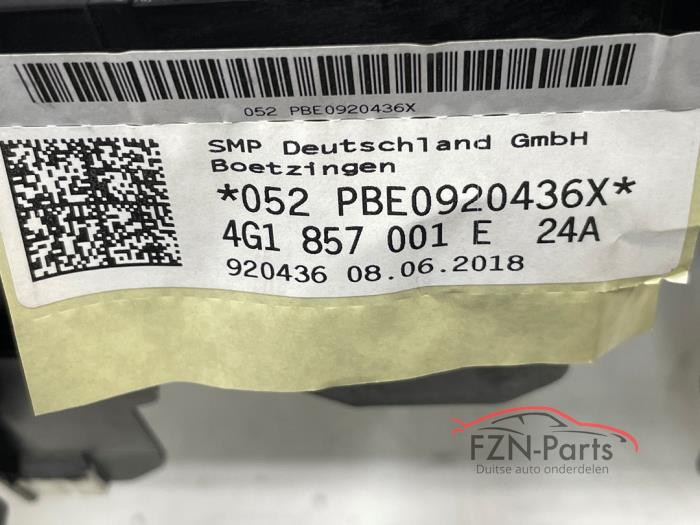 052 PBE0920436X
SMP Deutschland GmbH
Boetzingen
*052 PBE0920436X*
4G1 857 001 E 24A
920436 08.06.2018
FZN-Parts
Duitse auto onderdelen